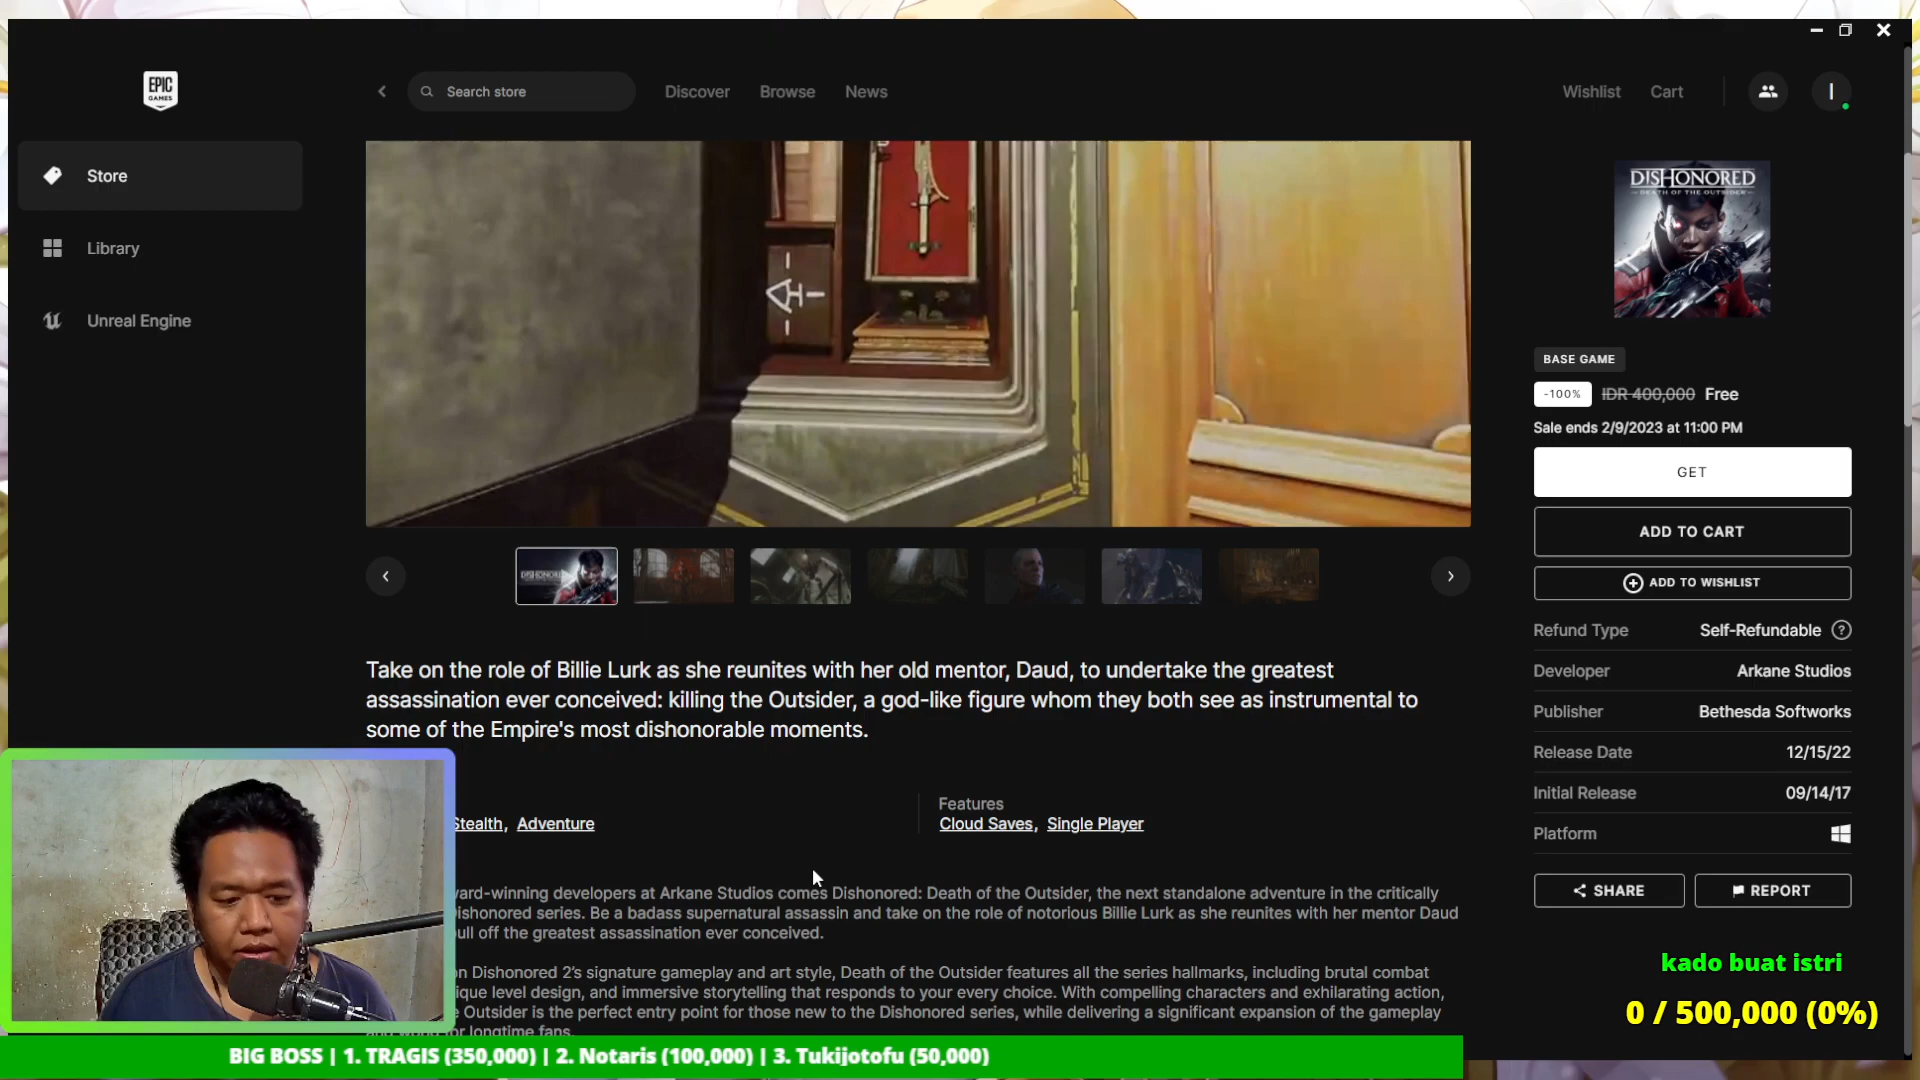 EPIC
GAMES
Search store
Discover
Browse
News
Wishlist
Cart
Store
Library
Unreal Engine
DISHONORED
DEATH OF THE OUTSIDER
BASE GAME
-100% IDR 400,000 Free
Sale ends 2/9/2023 at 11:00 PM
GET
ADD TO CART
ADD TO WISHLIST
Refund Type Self-Refundable ?
Developer Arkane Studios
Publisher Bethesda Softworks
Release Date 12/15/22
Initial Release 09/14/17
Platform
SHARE
REPORT
Take on the role of Billie Lurk as she reunites with her old mentor, Daud, to undertake the greatest
assassination ever conceived: killing the Outsider, a god-like figure whom they both see as instrumental to
some of the Empire's most dishonorable moments.
Stealth, Adventure
Features
Cloud Saves, Single Player
ward-winning developers at Arkane Studios comes Dishonored: Death of the Outsider, the next standalone adventure in the critically
Dishonored series. Be a badass supernatural assassin and take on the role of notorious Billie Lurk as she reunites with her mentor Daud
ull off the greatest assassination ever conceived.
on Dishonored 2's signature gameplay and art style, Death of the Outsider features all the series hallmarks, including brutal combat
ique level design, and immersive storytelling that responds to your every choice. With compelling characters and exhilarating action,
e Outsider is the perfect entry point for those new to the Dishonored series, while delivering a significant expansion of the gameplay
and world for longtime fans.
kado buat istri
0 / 500,000 (0%)
BIG BOSS | 1. TRAGIS (350,000) | 2. Notaris (100,000) | 3. Tukijotofu (50,000)